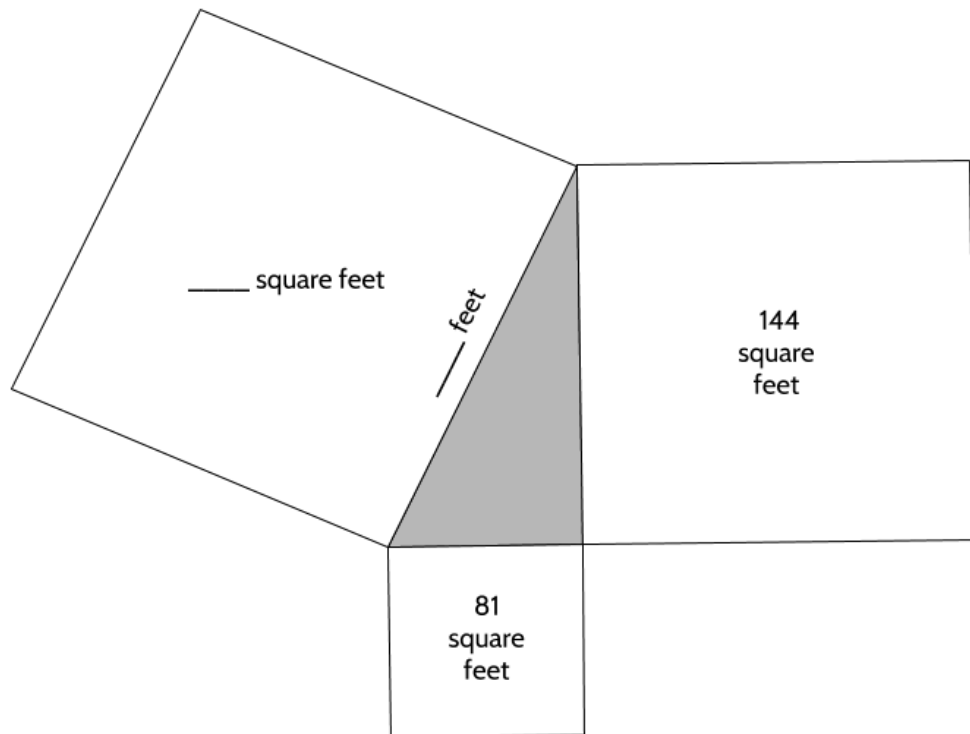 ____ square feet
____ feet
144
square
feet
81
square
feet